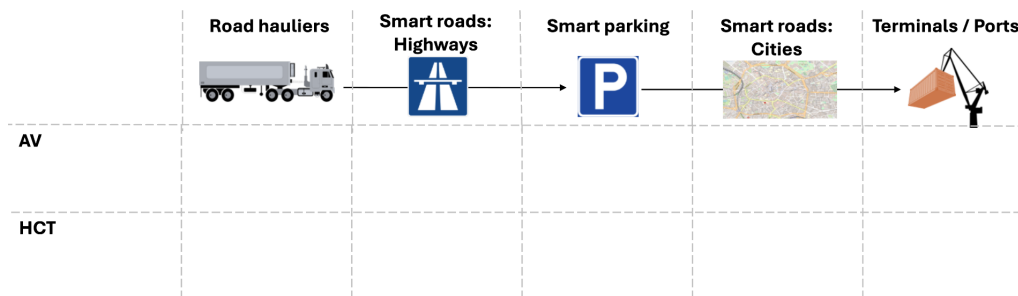 Road hauliers
Smart roads:
Highways
Smart parking
Smart roads:
Cities
Terminals / Ports
P
AV
HCT